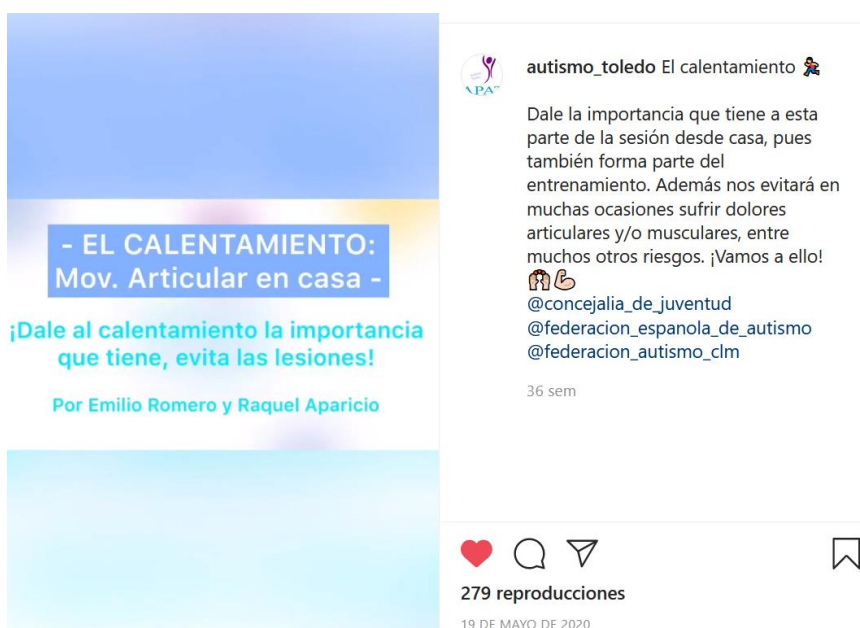 - EL CALENTAMIENTO:
Mov. Articular en casa -
¡Dale al calentamiento la importancia
que tiene, evita las lesiones!
Por Emilio Romero y Raquel Aparicio
APAT
autismo_toledo El calentamiento 🏃
Dale la importancia que tiene a esta
parte de la sesión desde casa, pues
también forma parte del
entrenamiento. Además nos evitará en
muchas ocasiones sufrir dolores
articulares y/o musculares, entre
muchos otros riesgos. ¡Vamos a ello!
🙌💪
@concejalia_de_juventud
@federacion_espanola_de_autismo
@federacion_autismo_clm
36 sem
279 reproducciones
19 DE MAYO DE 2020